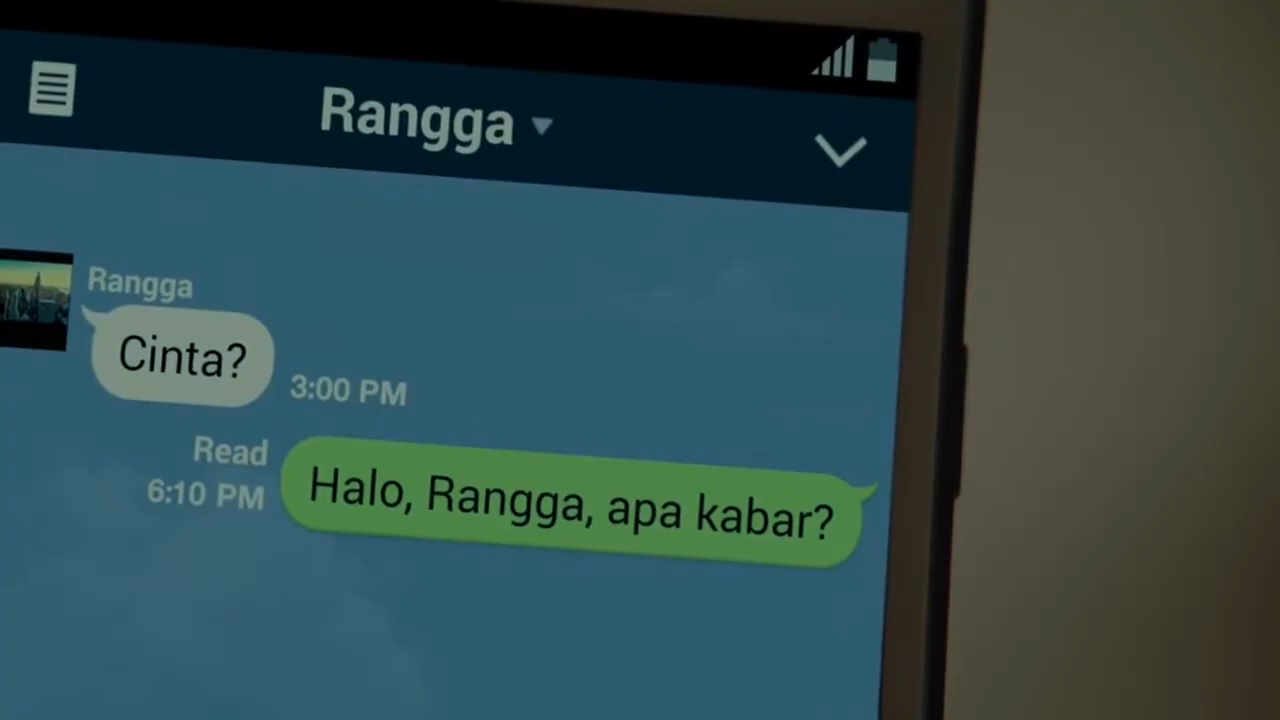 Rangga
Rangga
Cinta?
3:00 PM
Read
6:10 PM
Halo, Rangga, apa kabar?